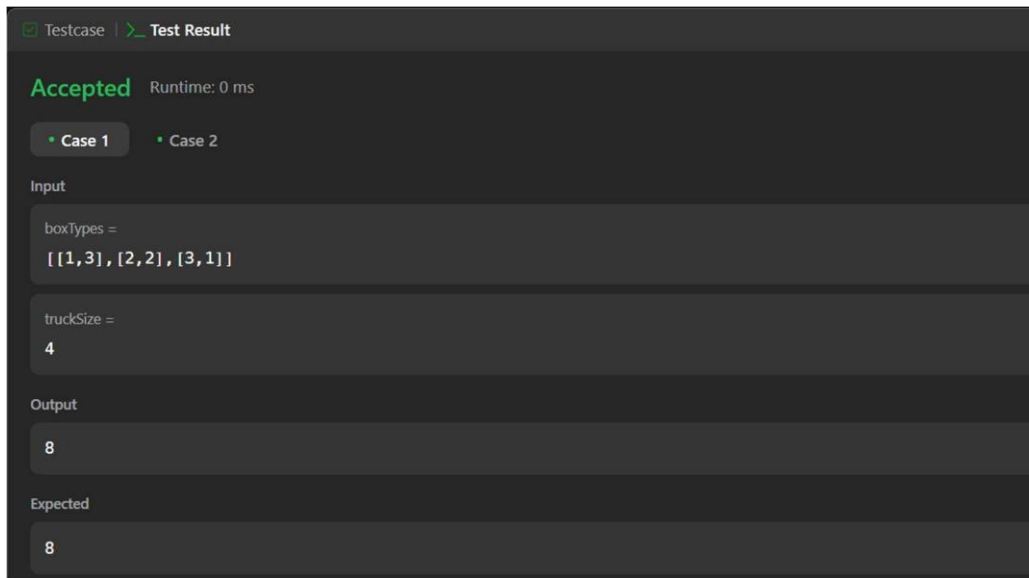 Testcase | >_ Test Result
Accepted Runtime: 0 ms
• Case 1 • Case 2
Input
boxTypes =
[[1,3],[2,2],[3,1]]
truckSize =
4
Output
8
Expected
8